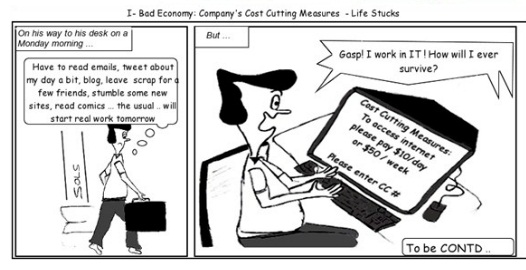 I- Bad Economy: Company's Cost Cutting Measures - Life Stucks
On his way to his desk on a
Monday morning ...
Have to read emails, tweet about
my day a bit, blog, leave scrap for a
few friends, stumble some new
sites, read comics ... the usual .. will
start real work tomorrow
SOLS
But ...
Gasp! I work in IT ! How will I ever
survive?
Cost Cutting Measures:
To access internet
please pay $10/day
or $50 / week
Please enter CC #
To be CONTD ..